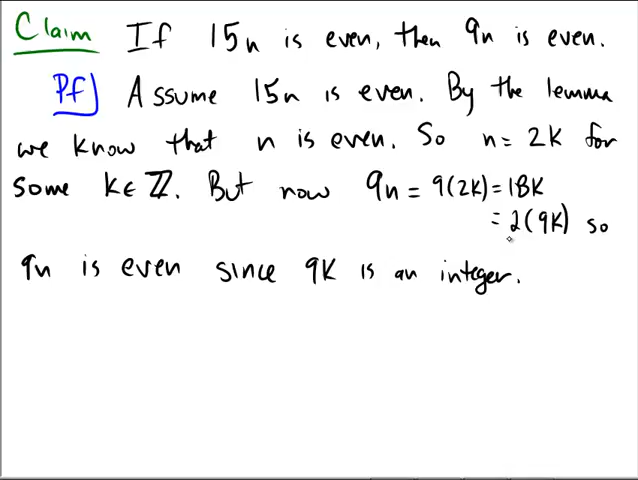 Claim If 15n is even, then 9n is even.
Pf) Assume 15n is even. By the lemma
we know that n is even. So n = 2K for
some K ∈ ℤ. But now 9n = 9(2K) = 18K
= 2(9K) so
9n is even since 9K is an integer.